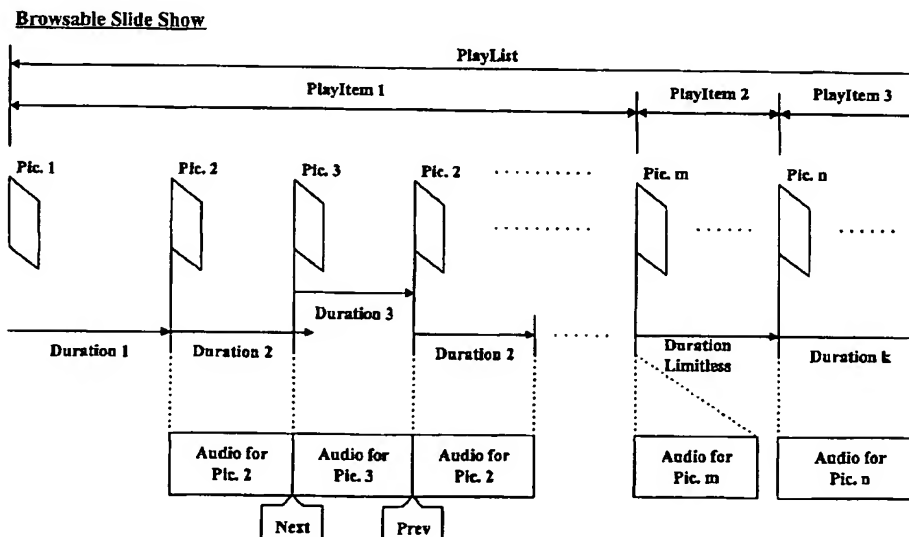 Browsable Slide Show
PlayList
PlayItem 1
PlayItem 2
PlayItem 3
Pic. 1
Pic. 2
Pic. 3
Pic. 2
Pic. m
Pic. n
Duration 3
Duration 1
Duration 2
Duration 2
Duration
Limitless
Duration k
Audio for
Pic. 2
Audio for
Pic. 3
Audio for
Pic. 2
Audio for
Pic. m
Audio for
Pic. n
Next
Prev